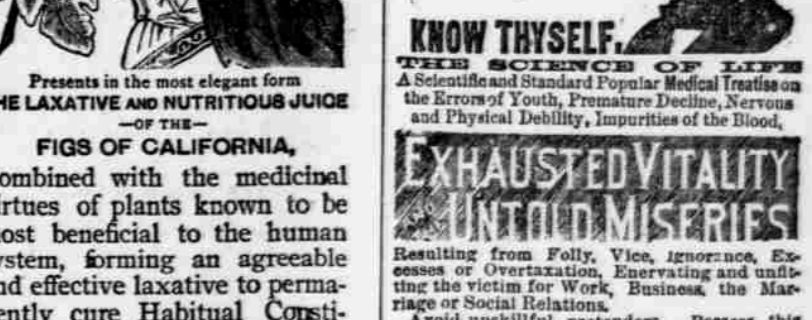 Presents in the most elegant form
HE LAXATIVE AND NUTRITIOUS JUICE
—OF THE—
FIGS OF CALIFORNIA,
ombined with the medicinal
irtues of plants known to be
ost beneficial to the human
ystem, forming an agreeable
nd effective laxative to perma-
ently cure Habitual Consti-
KNOW THYSELF.
THE SCIENCE OF LIFE
A Scientific and Standard Popular Medical Treatise on
the Errors of Youth, Premature Decline, Nervous
and Physical Debility, Impurities of the Blood,
EXHAUSTED VITALITY
UNTOLD MISERIES
Resulting from Folly, Vice, Ignorance, Ex-
cesses or Overtaxation, Enervating and unfit-
ting the victim for Work, Business, the Mar-
riage or Social Relations.
Avoid unskillful pretenders. Possess this